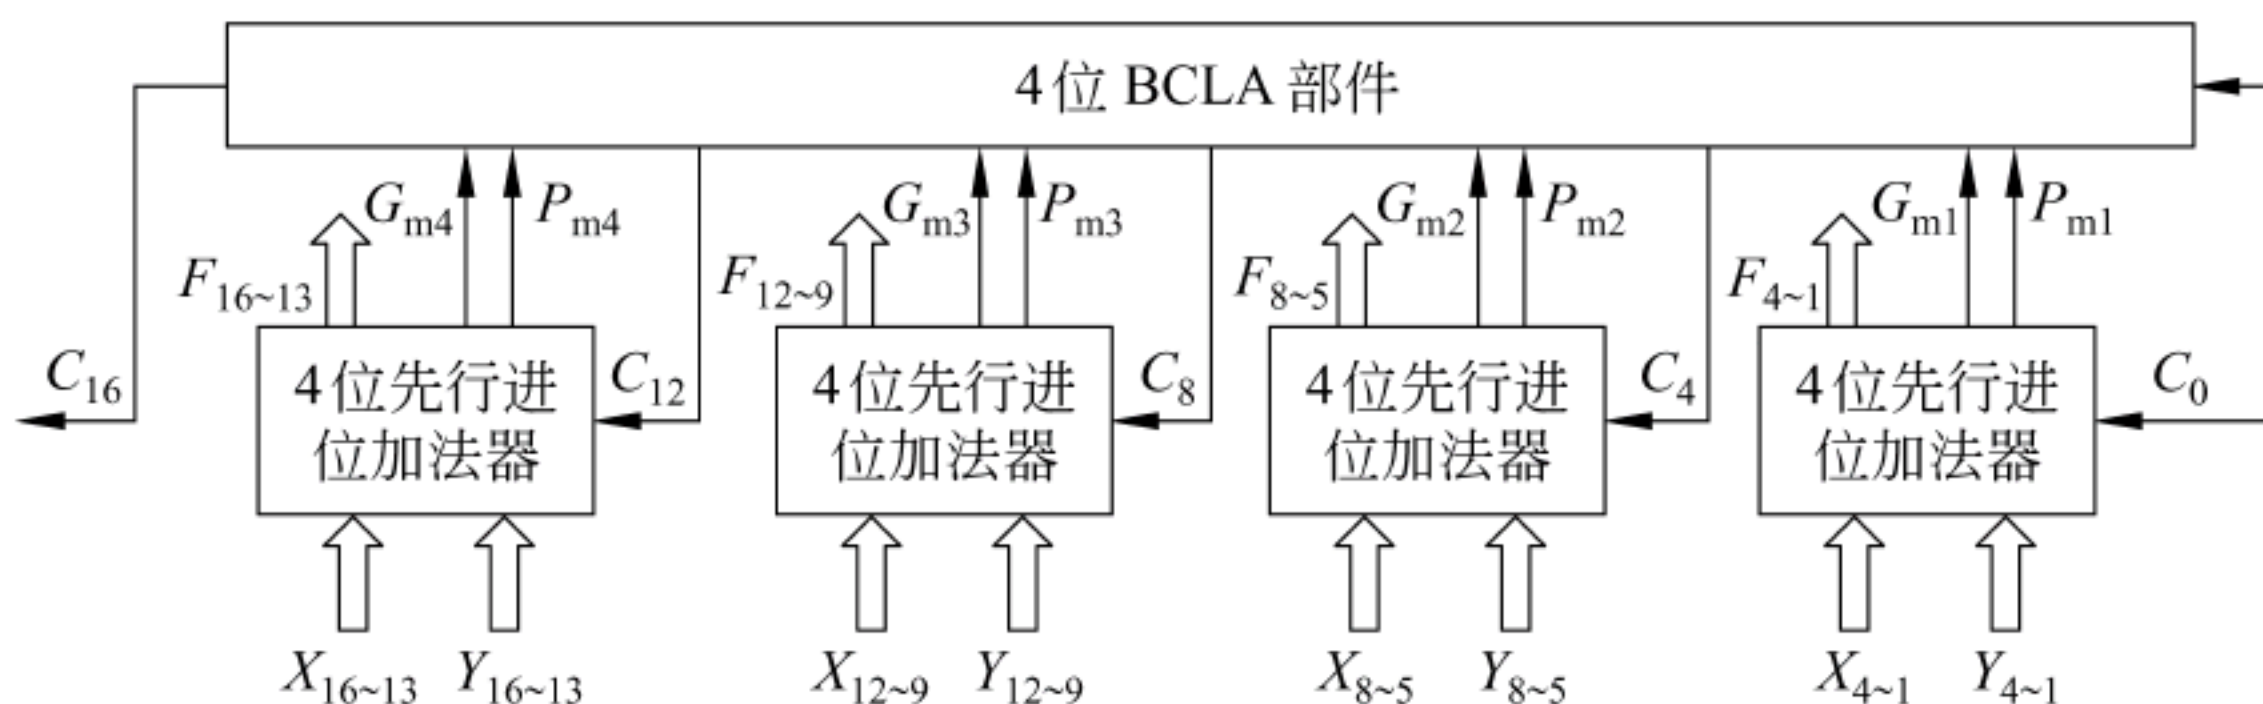 4位 BCLA 部件
G_m4 P_m4 G_m3 P_m3 G_m2 P_m2 G_m1 P_m1
F_16~13 F_12~9 F_8~5 F_4~1
C_16 C_12 C_8 C_4 C_0
4位先行进位加法器
4位先行进位加法器
4位先行进位加法器
4位先行进位加法器
X_16~13 Y_16~13 X_12~9 Y_12~9 X_8~5 Y_8~5 X_4~1 Y_4~1